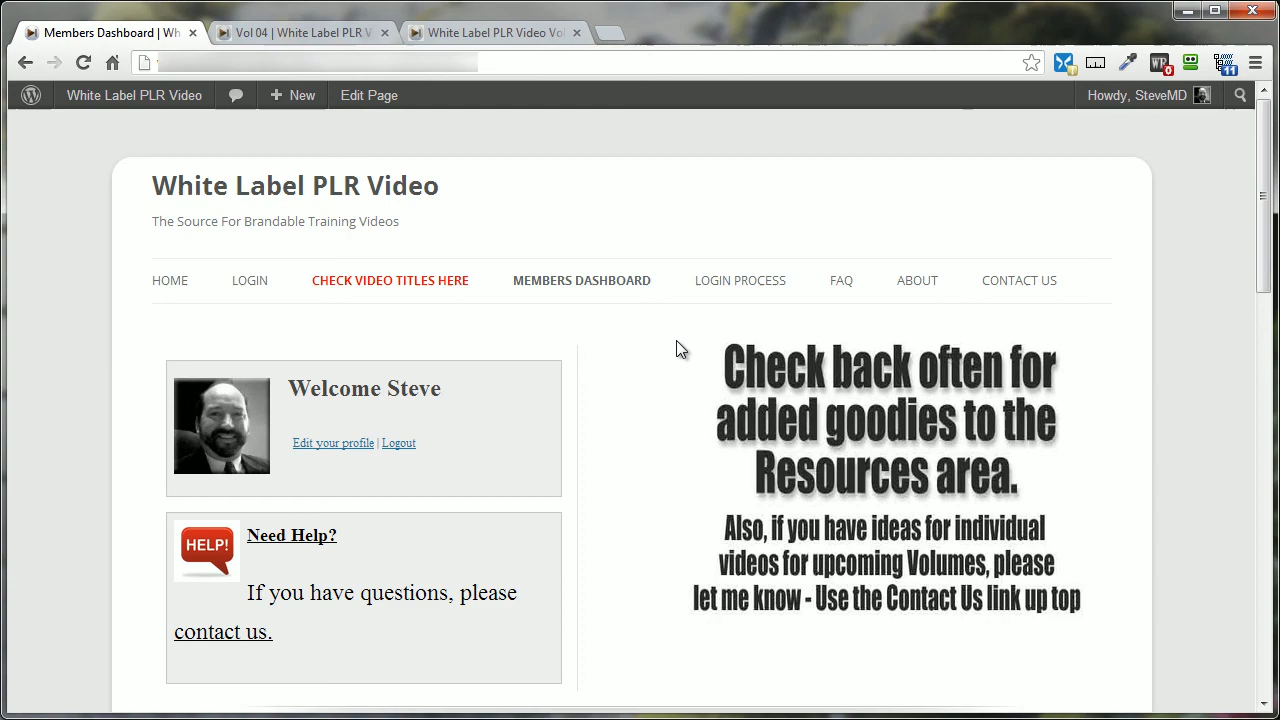 Members Dashboard | Wh
Vol 04 | White Label PLR V
White Label PLR Video Vol
White Label PLR Video
New
Edit Page
Howdy, SteveMD
0
11
White Label PLR Video
The Source For Brandable Training Videos
HOME
LOGIN
CHECK VIDEO TITLES HERE
MEMBERS DASHBOARD
LOGIN PROCESS
FAQ
ABOUT
CONTACT US
Welcome Steve
Edit your profile | Logout
HELP!
Need Help?
If you have questions, please
contact us.
Check back often for
added goodies to the
Resources area.
Also, if you have ideas for individual
videos for upcoming Volumes, please
let me know - Use the Contact Us link up top